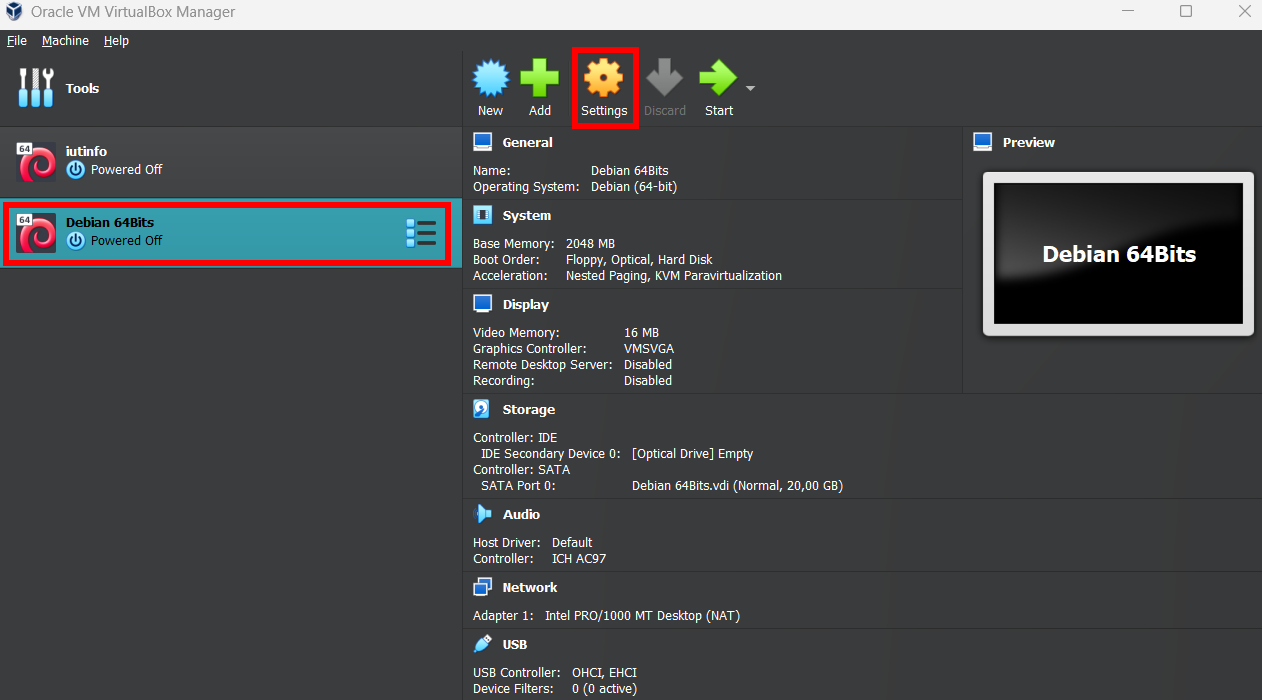 Oracle VM VirtualBox Manager
File Machine Help
Tools
New Add Settings Discard Start
64
iutinfo
Powered Off
64
Debian 64Bits
Powered Off
General
Name: Debian 64Bits
Operating System: Debian (64-bit)
System
Base Memory: 2048 MB
Boot Order: Floppy, Optical, Hard Disk
Acceleration: Nested Paging, KVM Paravirtualization
Display
Video Memory: 16 MB
Graphics Controller: VMSVGA
Remote Desktop Server: Disabled
Recording: Disabled
Storage
Controller: IDE
IDE Secondary Device 0: [Optical Drive] Empty
Controller: SATA
SATA Port 0: Debian 64Bits.vdi (Normal, 20,00 GB)
Audio
Host Driver: Default
Controller: ICH AC97
Network
Adapter 1: Intel PRO/1000 MT Desktop (NAT)
USB
USB Controller: OHCI, EHCI
Device Filters: 0 (0 active)
Preview
Debian 64Bits